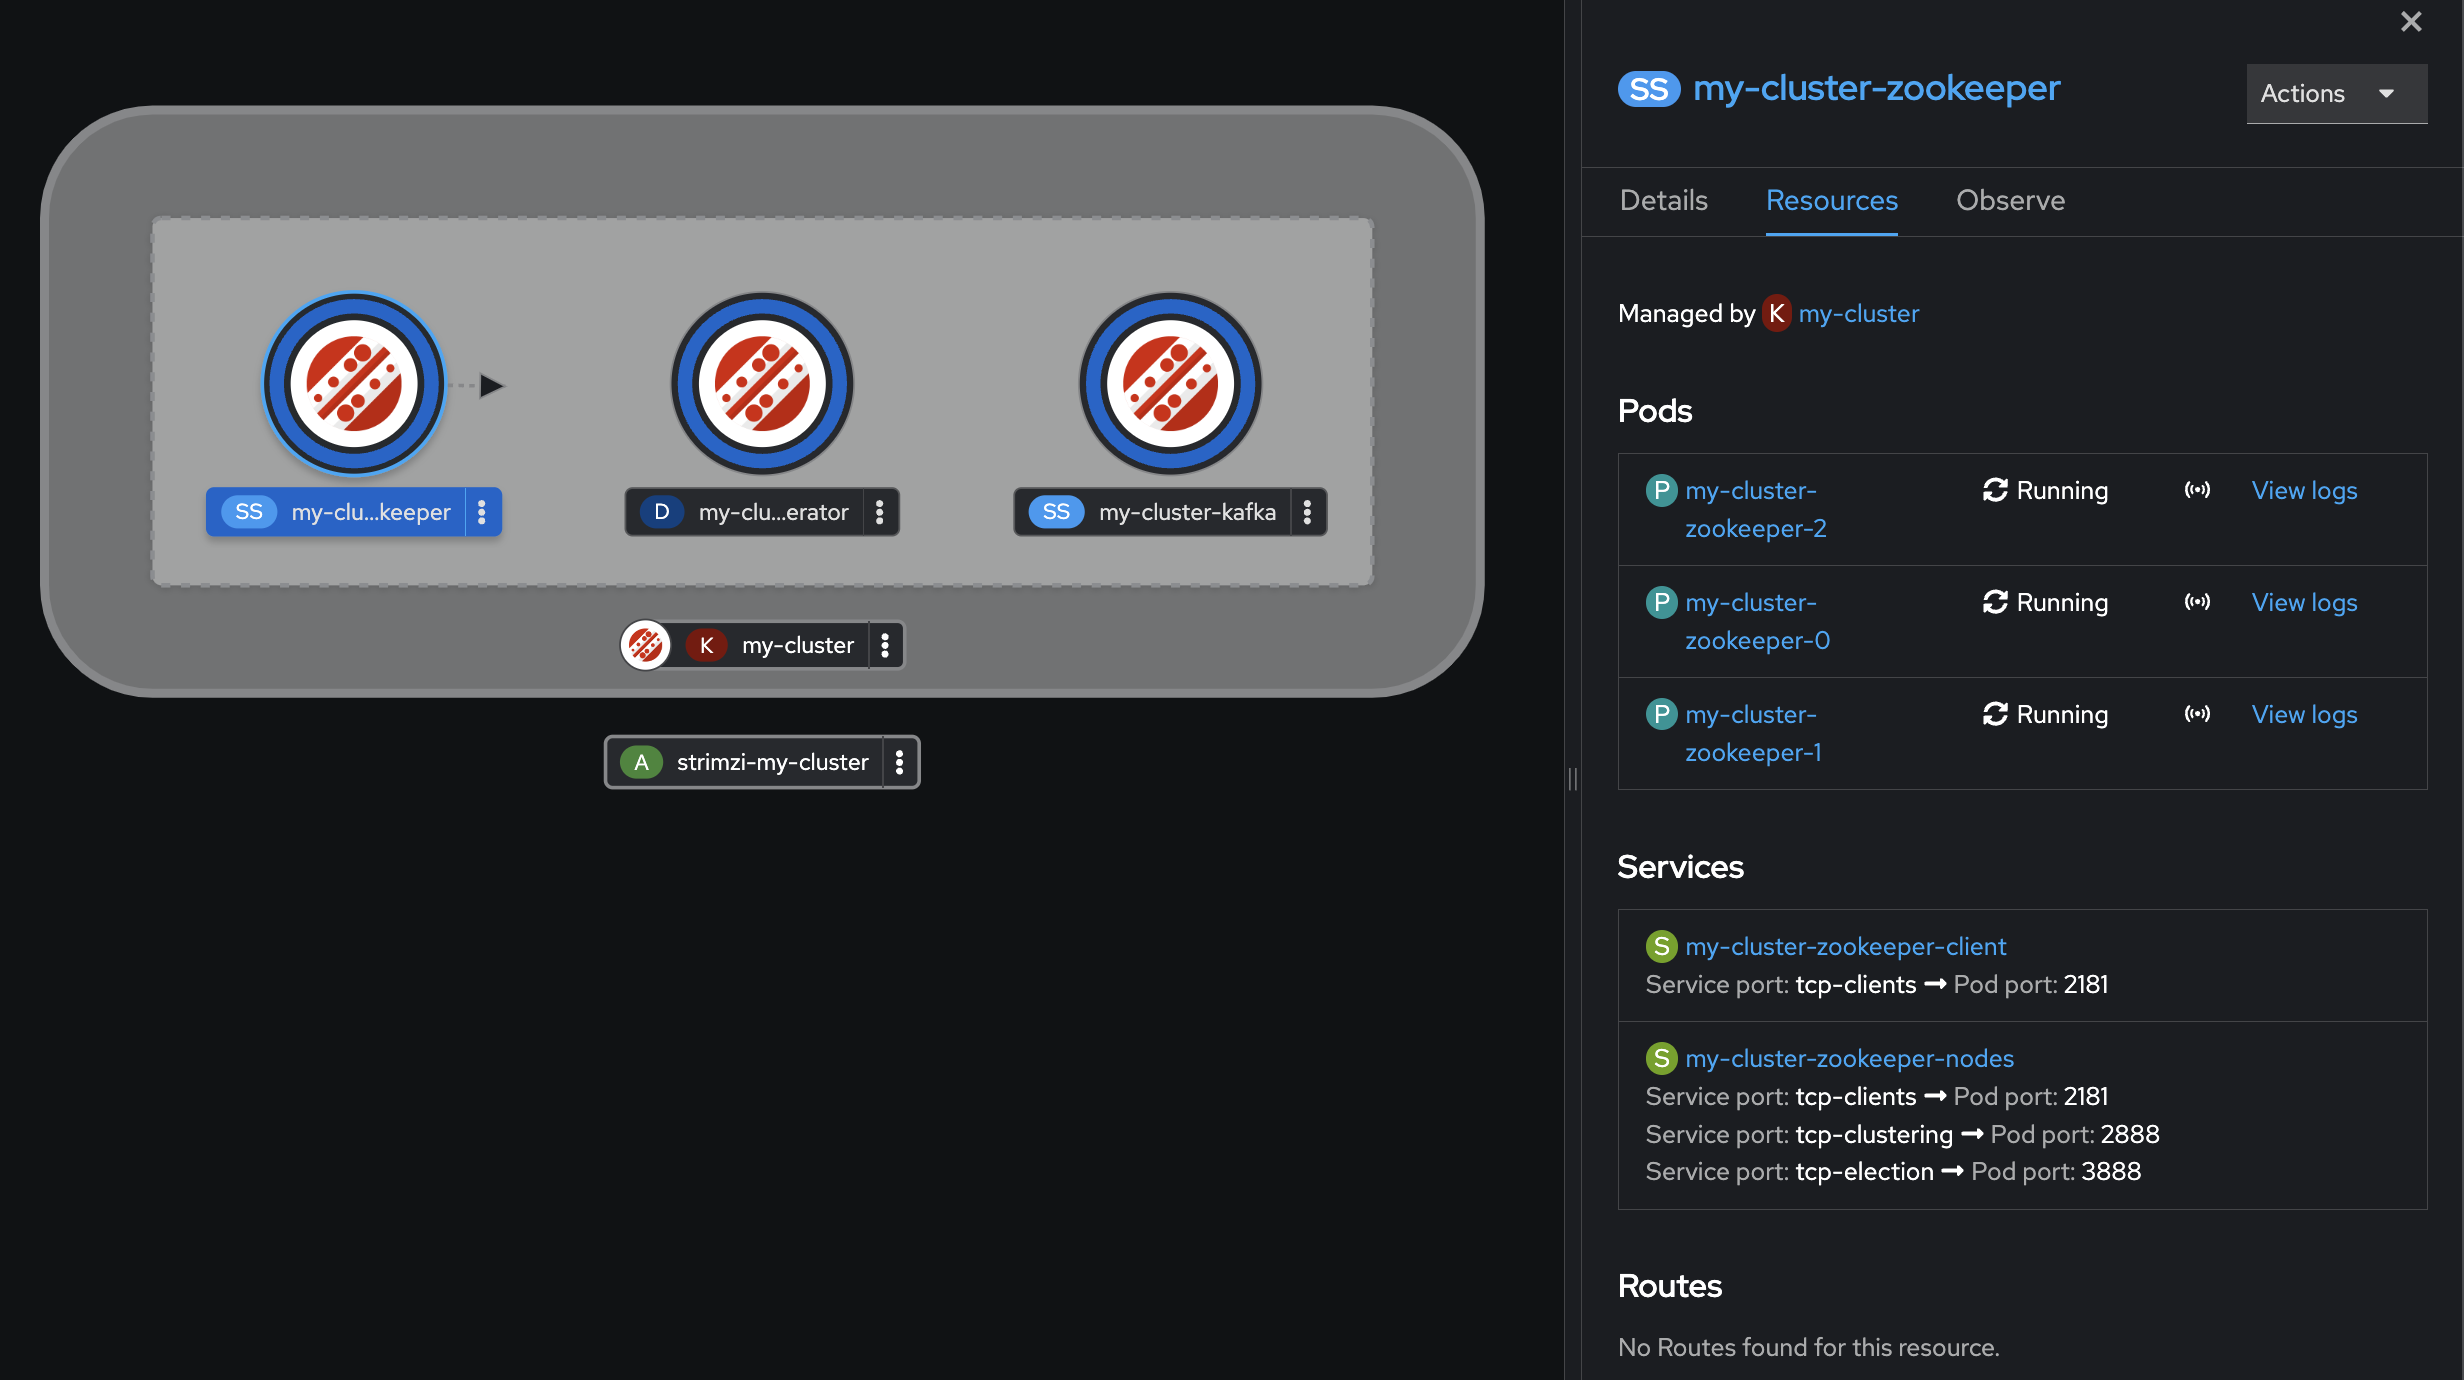 SS my-clu...keeper
D my-clu...erator
SS my-cluster-kafka
K my-cluster
A strimzi-my-cluster
SS my-cluster-zookeeper
Actions
Details Resources Observe
Managed by K my-cluster
Pods
P my-cluster-
zookeeper-2
Running View logs
P my-cluster-
zookeeper-0
Running View logs
P my-cluster-
zookeeper-1
Running View logs
Services
S my-cluster-zookeeper-client
Service port: tcp-clients → Pod port: 2181
S my-cluster-zookeeper-nodes
Service port: tcp-clients → Pod port: 2181
Service port: tcp-clustering → Pod port: 2888
Service port: tcp-election → Pod port: 3888
Routes
No Routes found for this resource.